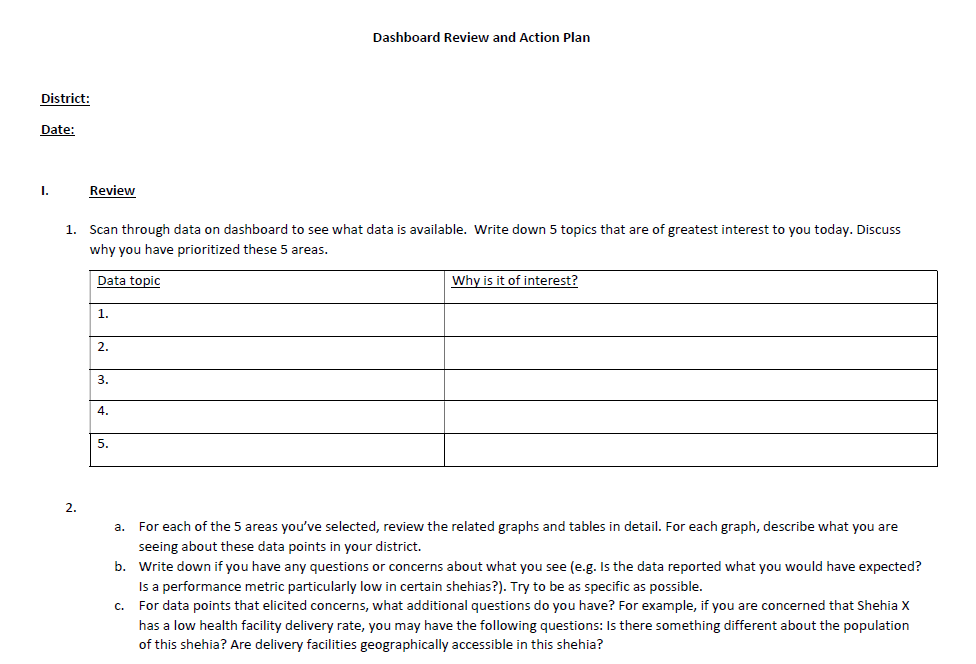 Dashboard Review and Action Plan
District:
Date:
I. Review
1. Scan through data on dashboard to see what data is available. Write down 5 topics that are of greatest interest to you today. Discuss
why you have prioritized these 5 areas.
Data topic Why is it of interest?
1.
2.
3.
4.
5.
2.
a. For each of the 5 areas you've selected, review the related graphs and tables in detail. For each graph, describe what you are
seeing about these data points in your district.
b. Write down if you have any questions or concerns about what you see (e.g. Is the data reported what you would have expected?
Is a performance metric particularly low in certain shehias?). Try to be as specific as possible.
c. For data points that elicited concerns, what additional questions do you have? For example, if you are concerned that Shehia X
has a low health facility delivery rate, you may have the following questions: Is there something different about the population
of this shehia? Are delivery facilities geographically accessible in this shehia?